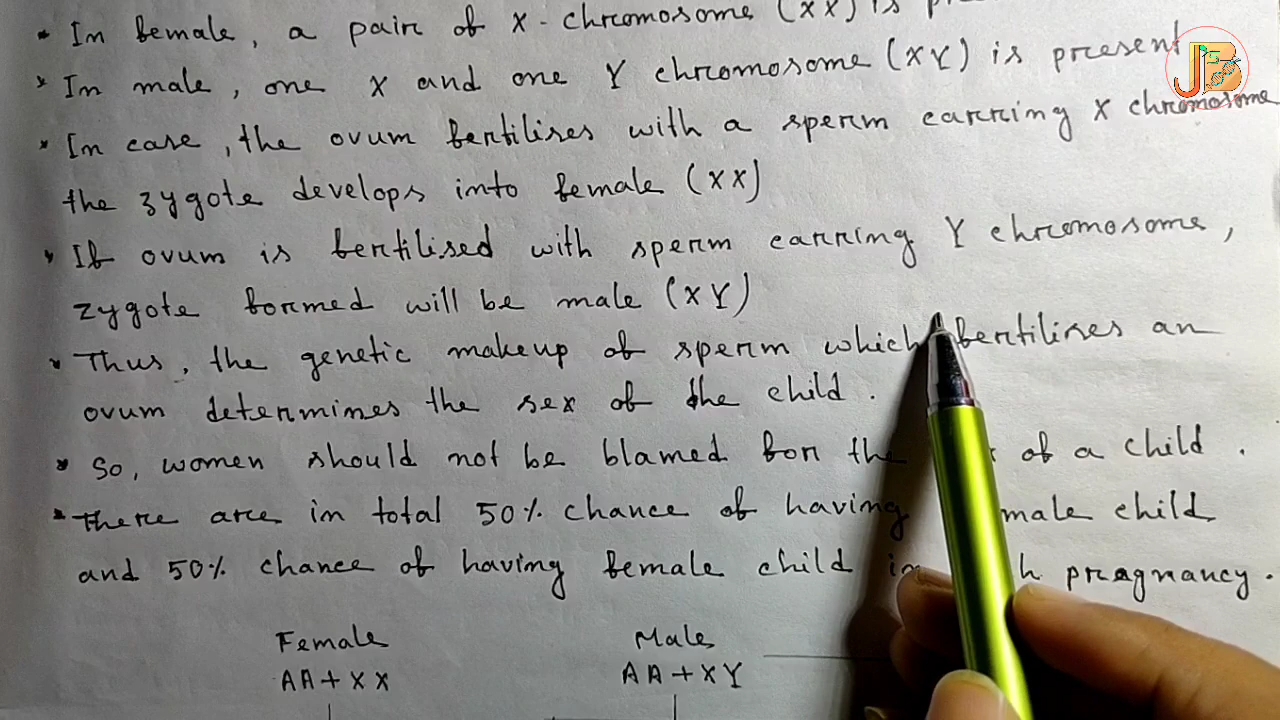 * In female, a pair of X-chromosome (XX) is
* In male, one X and one Y chromosome (XY) is present
* In case, the ovum fertilises with a sperm carring X chromosome
the zygote develops into female (XX)
* If ovum is fertilised with sperm carring Y chromosome,
zygote formed will be male (XY)
* Thus, the genetic makeup of sperm which fertilises an
ovum determines the sex of the child.
* So, women should not be blamed for the of a child.
* There are in total 50% chance of having male child
and 50% chance of having female child in pregnancy.
Female Male
AA+XX AA+XY